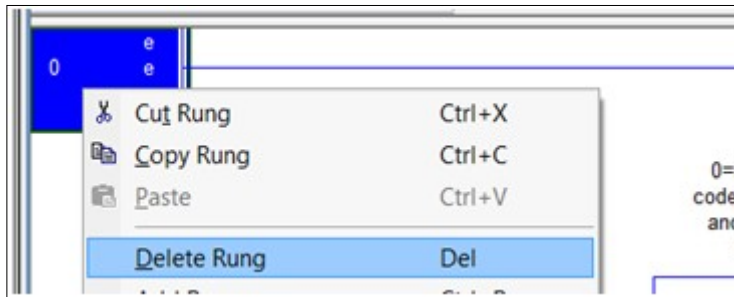 e
0 e
Cut Rung Ctrl+X
Copy Rung Ctrl+C
Paste Ctrl+V
0=
code
and
Delete Rung Del